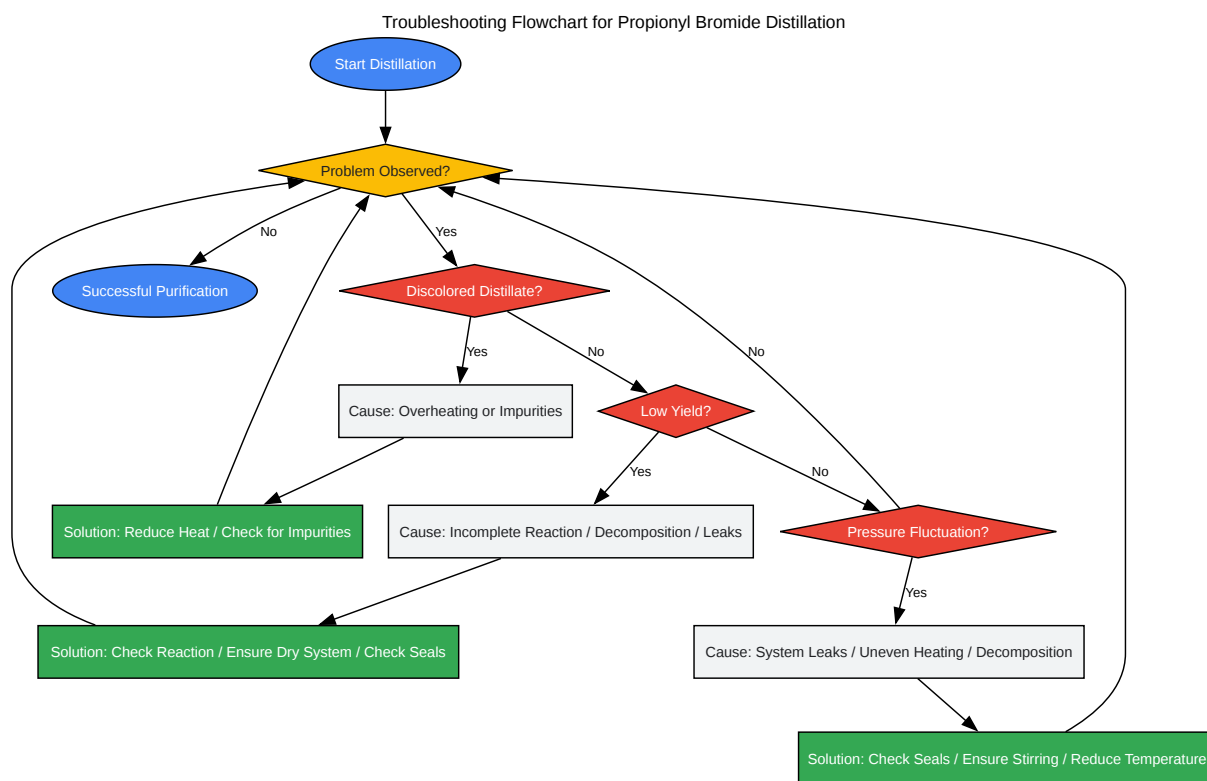 Troubleshooting Flowchart for Propionyl Bromide Distillation
Start Distillation
Problem Observed?
No
Yes
Successful Purification
Discolored Distillate?
Yes
No
No
Cause: Overheating or Impurities
Low Yield?
Yes
No
Solution: Reduce Heat / Check for Impurities
Cause: Incomplete Reaction / Decomposition / Leaks
Pressure Fluctuation?
Yes
Solution: Check Reaction / Ensure Dry System / Check Seals
Cause: System Leaks / Uneven Heating / Decomposition
Solution: Check Seals / Ensure Stirring / Reduce Temperature